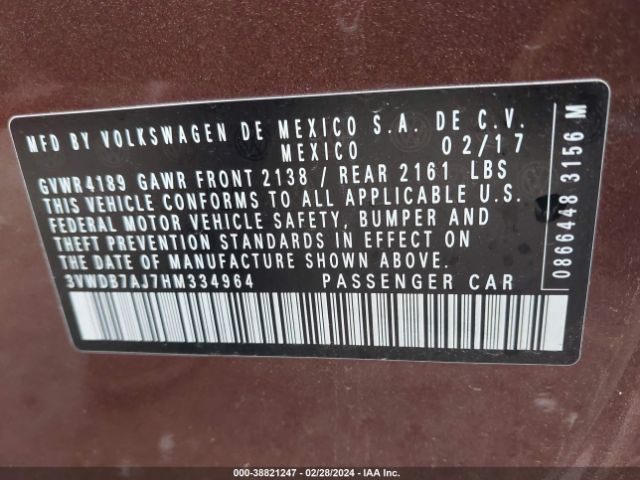 MFD BY VOLKSWAGEN DE MEXICO S.A. DE C.V.
MEXICO 02/17
GVWR4189 GAWR FRONT 2138 / REAR 2161 LBS
THIS VEHICLE CONFORMS TO ALL APPLICABLE U.S.
FEDERAL MOTOR VEHICLE SAFETY, BUMPER AND
THEFT PREVENTION STANDARDS IN EFFECT ON
THE DATE OF MANUFACTURE SHOWN ABOVE.
3VWDB7AJ7HM334964 PASSENGER CAR
0866448 3156 M
000-38821247 - 02/28/2024 - IAA Inc.